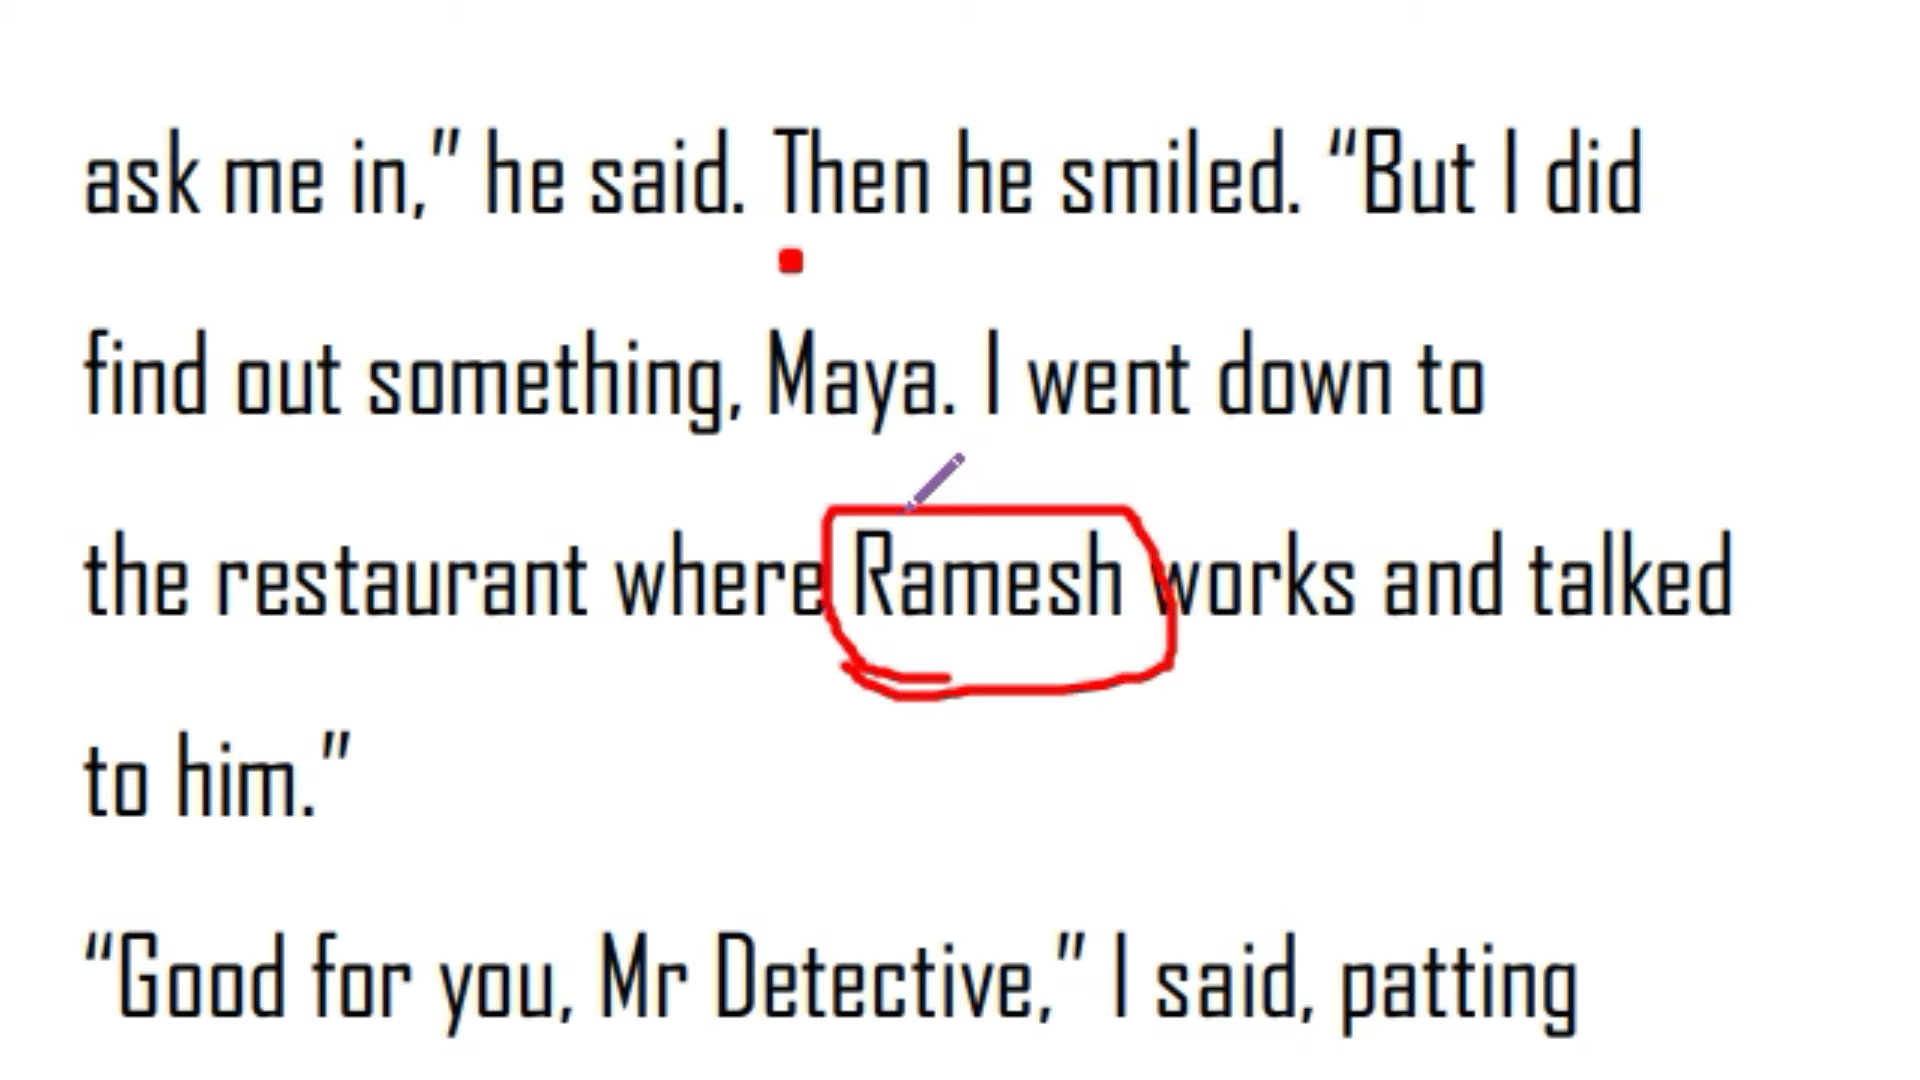 ask me in,” he said. Then he smiled. “But I did
find out something, Maya. I went down to
the restaurant where Ramesh works and talked
to him.”
“Good for you, Mr Detective,” I said, patting